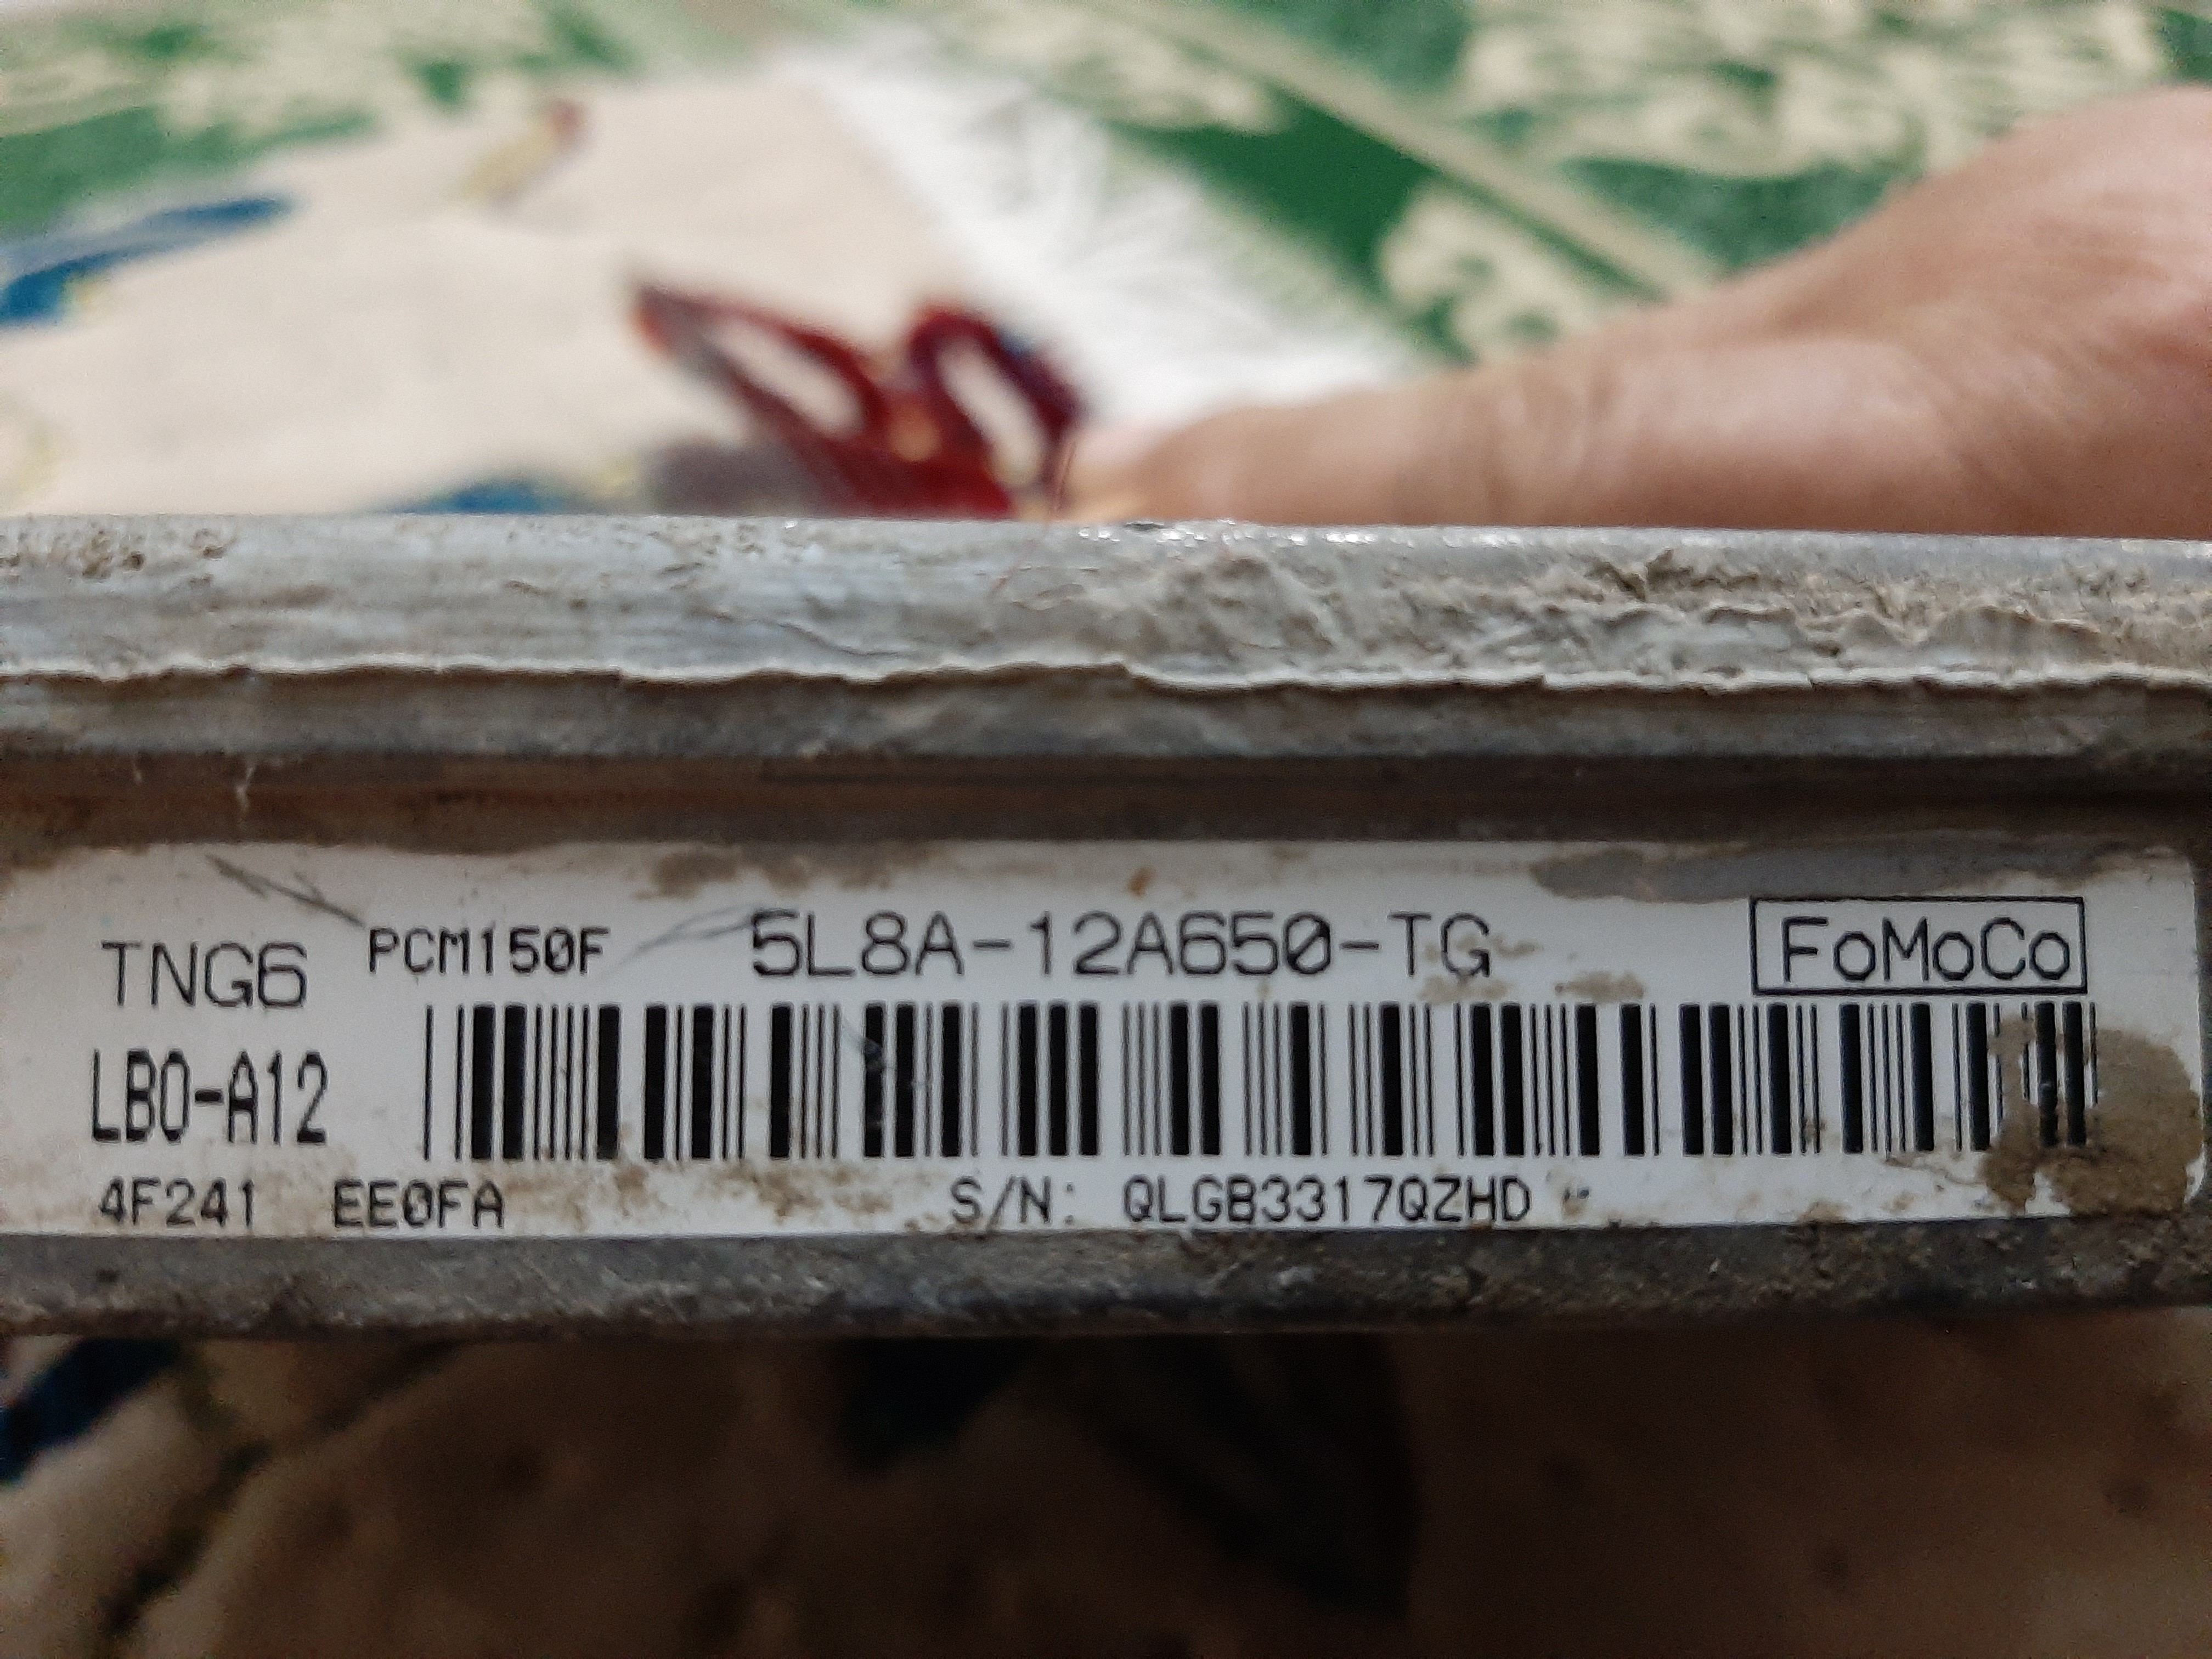 TNG6 PCM150F 5L8A-12A650-TG FoMoCo
LB0-A12
4F241 EE0FA S/N: QLGB3317QZHD